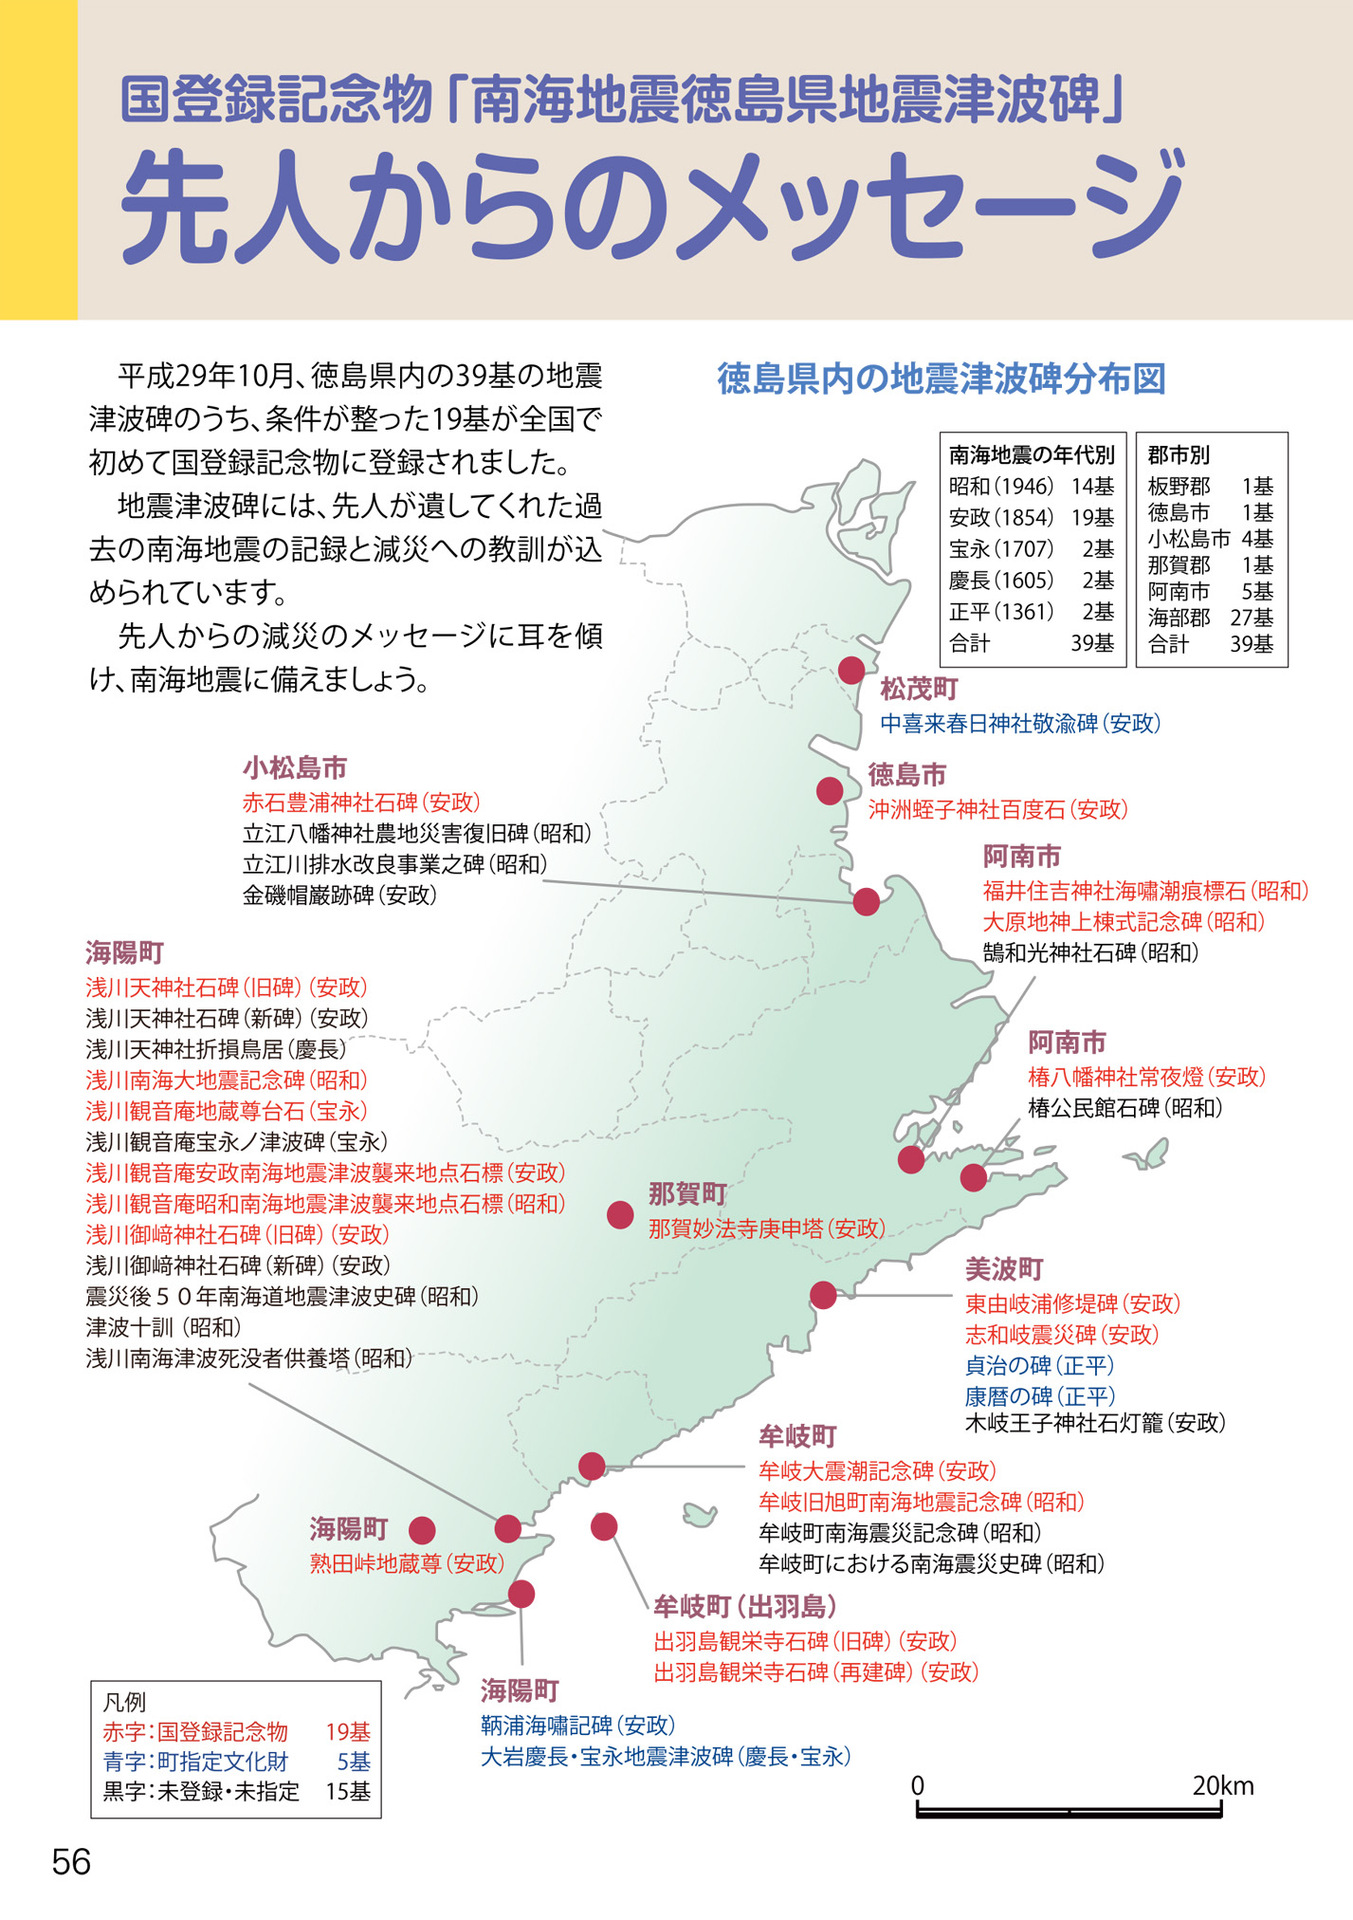 国登録記念物「南海地震徳島県地震津波碑」
先人からのメッセージ
平成29年10月、徳島県内の39基の地震
津波碑のうち、条件が整った19基が全国で
初めて国登録記念物に登録されました。
地震津波碑には、先人が遺してくれた過
去の南海地震の記録と減災への教訓が込
められています。
先人からの減災のメッセージに耳を傾
け、南海地震に備えましょう。
徳島県内の地震津波碑分布図
南海地震の年代別
昭和（1946） 14基
安政（1854） 19基
宝永（1707） 2基
慶長（1605） 2基
正平（1361） 2基
合計 39基
郡市別
板野郡 1基
徳島市 1基
小松島市 4基
那賀郡 1基
阿南市 5基
海部郡 27基
合計 39基
松茂町
中喜来春日神社敬渝碑（安政）
徳島市
沖洲蛭子神社百度石（安政）
小松島市
赤石豊浦神社石碑（安政）
立江八幡神社農地災害復旧碑（昭和）
立江川排水改良事業之碑（昭和）
金磯帽巌跡碑（安政）
阿南市
福井住吉神社海嘯潮痕標石（昭和）
大原地神上棟式記念碑（昭和）
鵠和光神社石碑（昭和）
阿南市
椿八幡神社常夜燈（安政）
椿公民館石碑（昭和）
海陽町
浅川天神社石碑（旧碑）（安政）
浅川天神社石碑（新碑）（安政）
浅川天神社折損鳥居（慶長）
浅川南海大地震記念碑（昭和）
浅川観音庵地蔵尊台石（宝永）
浅川観音庵宝永ノ津波碑（宝永）
浅川観音庵安政南海地震津波襲来地点石標（安政）
浅川観音庵昭和南海地震津波襲来地点石標（昭和）
浅川御﨑神社石碑（旧碑）（安政）
浅川御﨑神社石碑（新碑）（安政）
震災後５０年南海道地震津波史碑（昭和）
津波十訓（昭和）
浅川南海津波死没者供養塔（昭和）
那賀町
那賀妙法寺庚申塔（安政）
美波町
東由岐浦修堤碑（安政）
志和岐震災碑（安政）
貞治の碑（正平）
康暦の碑（正平）
木岐王子神社石灯籠（安政）
牟岐町
牟岐大震潮記念碑（安政）
牟岐旧旭町南海地震記念碑（昭和）
牟岐町南海震災記念碑（昭和）
牟岐町における南海震災史碑（昭和）
海陽町
熟田峠地蔵尊（安政）
牟岐町（出羽島）
出羽島観栄寺石碑（旧碑）（安政）
出羽島観栄寺石碑（再建碑）（安政）
海陽町
鞆浦海嘯記碑（安政）
大岩慶長・宝永地震津波碑（慶長・宝永）
凡例
赤字：国登録記念物 19基
青字：町指定文化財 5基
黒字：未登録・未指定 15基
0 20km
56